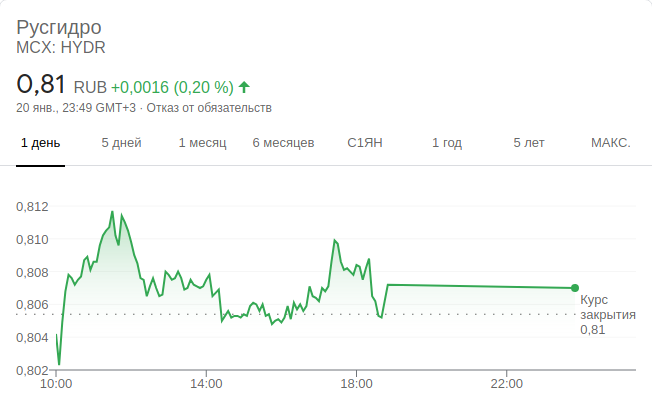 Русгидро
MCX: HYDR
0,81 RUB +0,0016 (0,20 %)
20 янв., 23:49 GMT+3 · Отказ от обязательств
1 день 5 дней 1 месяц 6 месяцев С1ЯН 1 год 5 лет МАКС.
0,812
0,810
0,808
0,806
0,804
0,802
Курс
закрытия
0,81
10:00 14:00 18:00 22:00